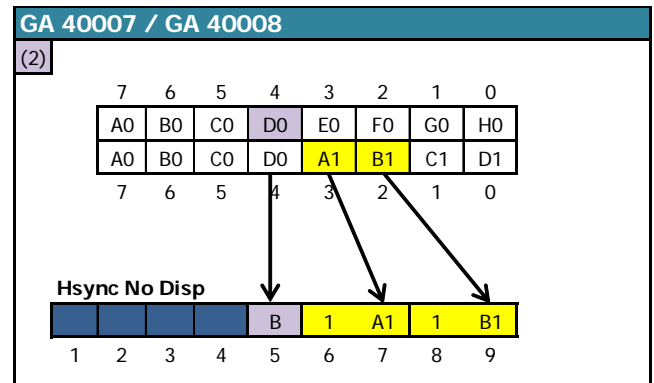 GA 40007 / GA 40008
(2)
7 6 5 4 3 2 1 0
A0 B0 C0 D0 E0 F0 G0 H0
A0 B0 C0 D0 A1 B1 C1 D1
7 6 5 4 3 2 1 0
Hsync No Disp
B 1 A1 1 B1
1 2 3 4 5 6 7 8 9